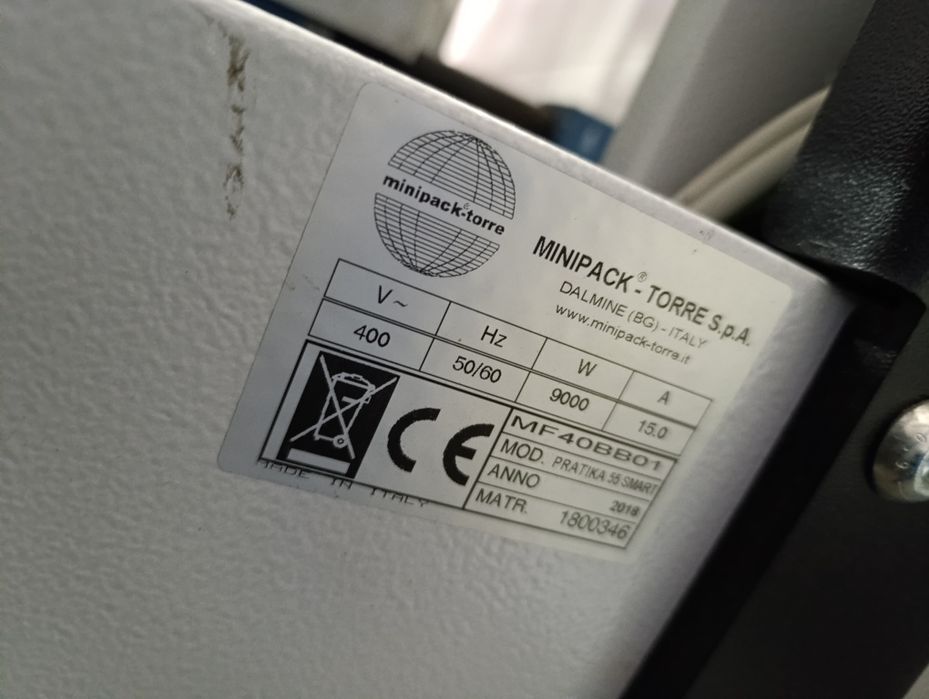 minipack®-torre
MINIPACK®-TORRE S.p.A.
DALMINE (BG) - ITALY
www.minipack-torre.it
V~ Hz W A
400 50/60 9000 15.0
CE
MF40BB01
MOD. PRATIKA 55 SMART
ANNO 2018
MATR. 1800346
MADE IN ITALY